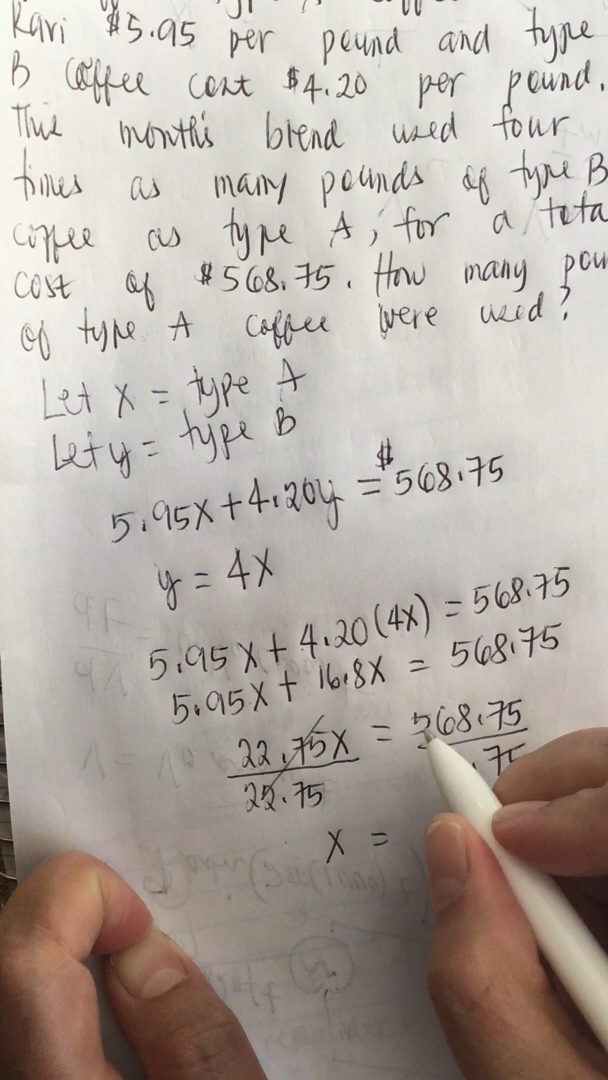 Kari $5.95 per pound and type
B coffee cost $4.20 per pound.
This month's blend used four
times as many pounds of type B
coffee as type A, for a tota
cost of $568.75. How many pou
of type A coffee were used?
Let x = type A
Let y = type B
5.95x + 4.20y = $568.75
y = 4x
5.95x + 4.20(4x) = 568.75
5.95x + 16.8x = 568.75
22.75x = 568.75
22.75 .75
x =